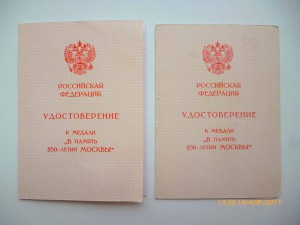 РОССИЙСКАЯ
ФЕДЕРАЦИЯ
УДОСТОВЕРЕНИЕ
К МЕДАЛИ
"В ПАМЯТЬ
850-ЛЕТИЯ МОСКВЫ"
РОССИЙСКАЯ
ФЕДЕРАЦИЯ
УДОСТОВЕРЕНИЕ
К МЕДАЛИ
"В ПАМЯТЬ
850-ЛЕТИЯ МОСКВЫ"